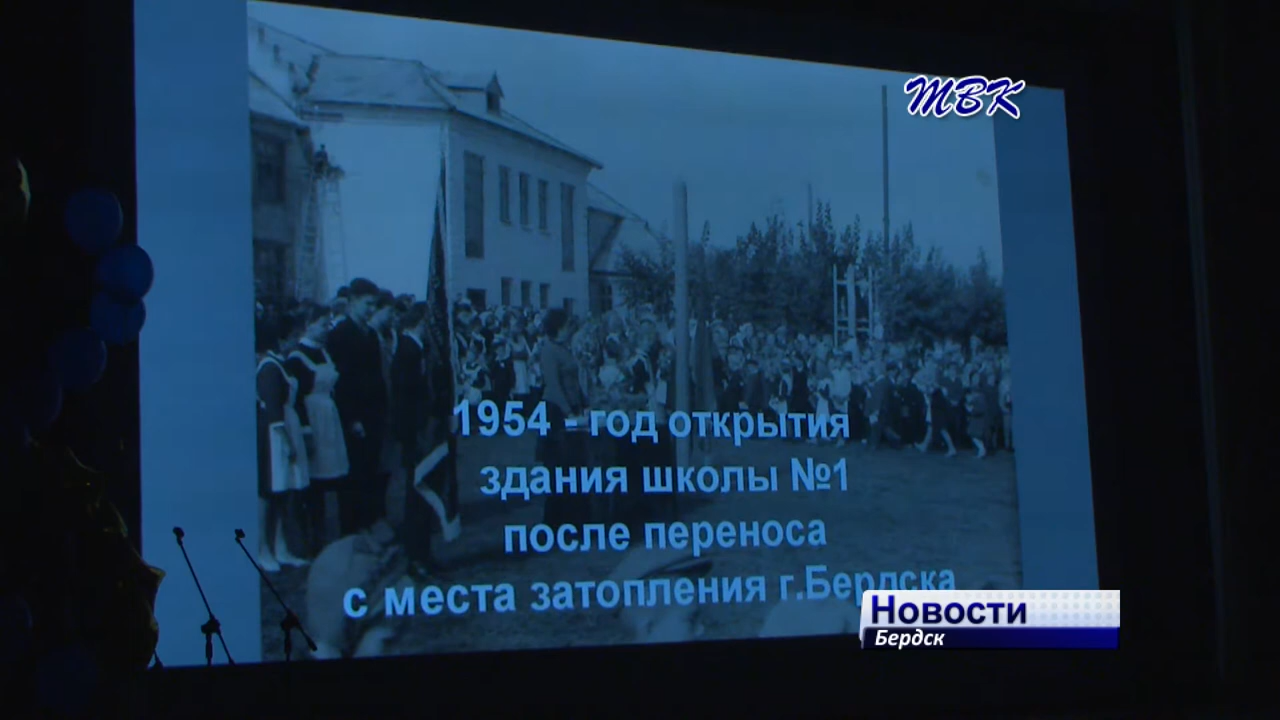 ТВК
1954 - год открытия
здания школы №1
после переноса
с места затопления г.Бердска
Новости
Бердск